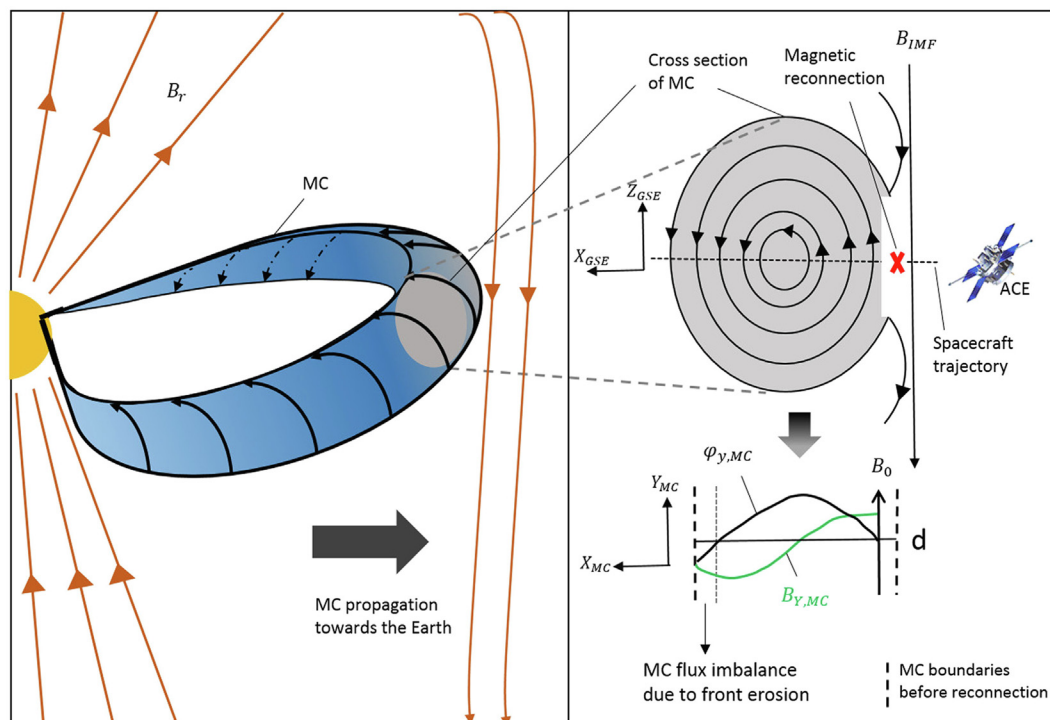 B_r
MC
MC propagation
towards the Earth
Cross section
of MC
Magnetic
reconnection
B_IMF
Z_GSE
X_GSE
ACE
Spacecraft
trajectory
φ_y,MC
B_0
Y_MC
d
X_MC
B_Y,MC
MC flux imbalance
due to front erosion
MC boundaries
before reconnection